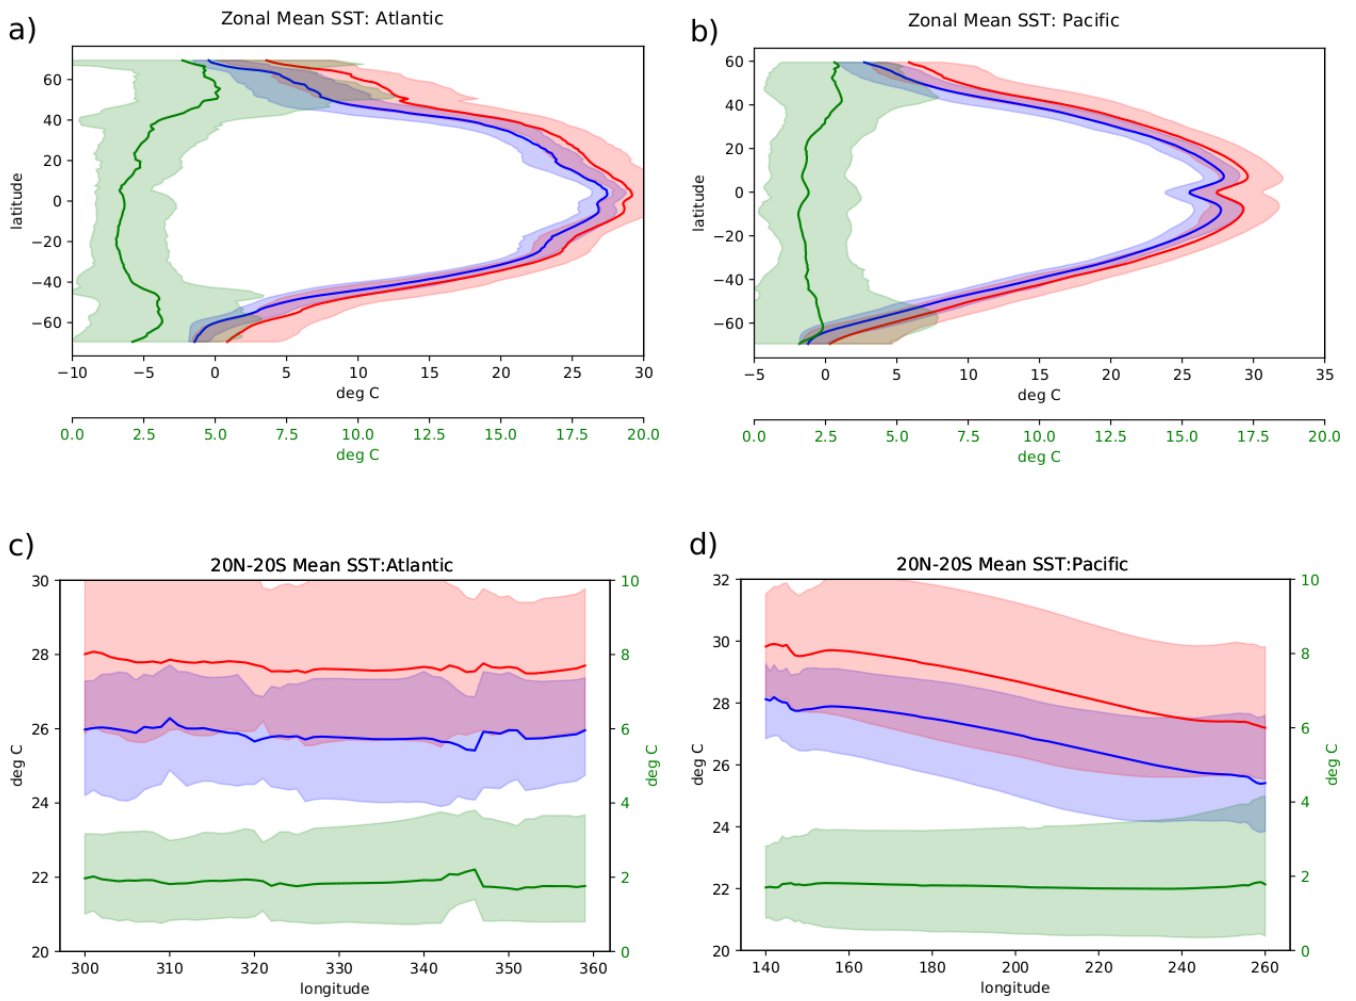 a)
Zonal Mean SST: Atlantic
60
40
20
0
−20
−40
−60
latitude
−10 −5 0 5 10 15 20 25 30
deg C
0.0 2.5 5.0 7.5 10.0 12.5 15.0 17.5 20.0
deg C
b)
Zonal Mean SST: Pacific
60
40
20
0
−20
−40
−60
latitude
−5 0 5 10 15 20 25 30 35
deg C
0.0 2.5 5.0 7.5 10.0 12.5 15.0 17.5 20.0
deg C
c)
20N-20S Mean SST:Atlantic
30
28
26
24
22
20
deg C
10
8
6
4
2
0
deg C
300 310 320 330 340 350 360
longitude
d)
20N-20S Mean SST:Pacific
32
30
28
26
24
22
20
deg C
10
8
6
4
2
0
deg C
140 160 180 200 220 240 260
longitude